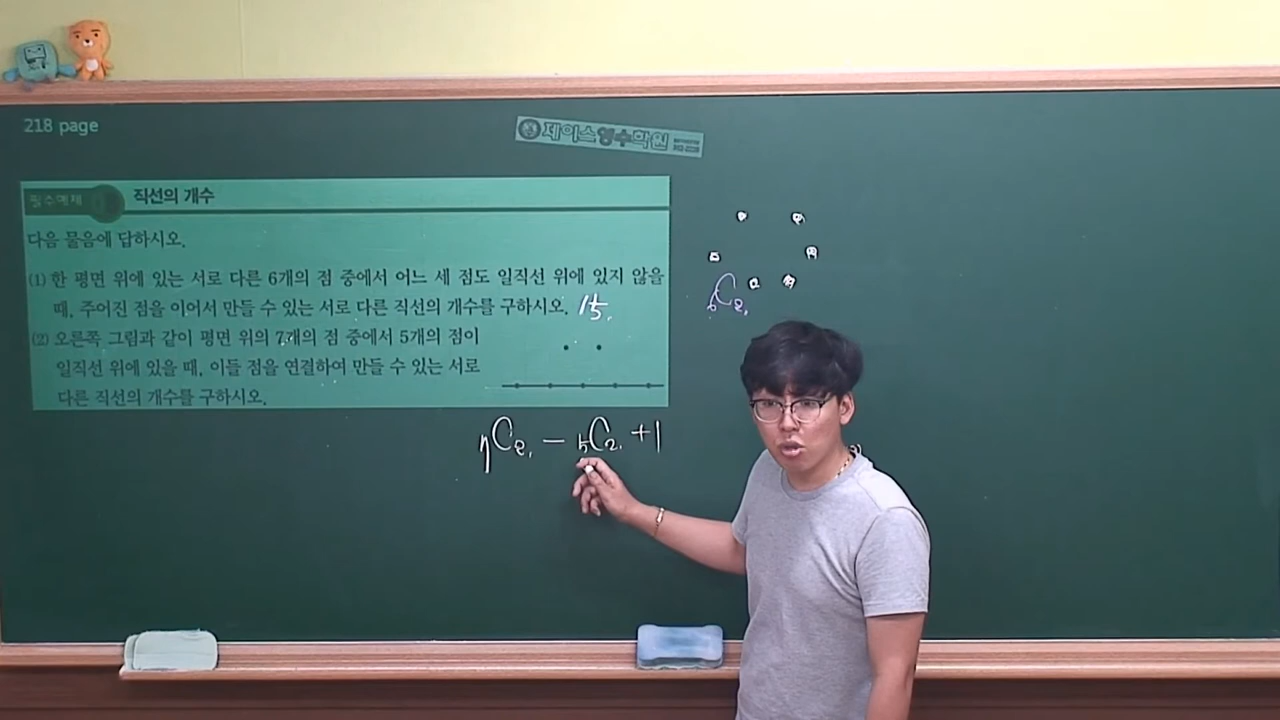 218 page
제이스영수학원
필수예제
직선의 개수
다음 물음에 답하시오.
(1) 한 평면 위에 있는 서로 다른 6개의 점 중에서 어느 세 점도 일직선 위에 있지 않을
때, 주어진 점을 이어서 만들 수 있는 서로 다른 직선의 개수를 구하시오. 15.
(2) 오른쪽 그림과 같이 평면 위의 7개의 점 중에서 5개의 점이
일직선 위에 있을 때, 이들 점을 연결하여 만들 수 있는 서로
다른 직선의 개수를 구하시오.
6C2.
7C2. - 5C2. +1